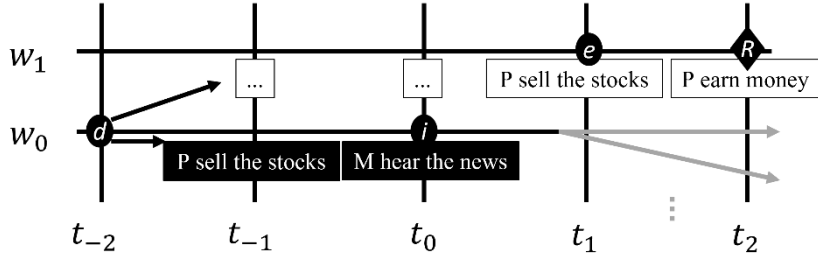 w₁
e
R
...
...
P sell the stocks
P earn money
w₀
d
i
P sell the stocks
M hear the news
⋮
t₋₂
t₋₁
t₀
t₁
t₂